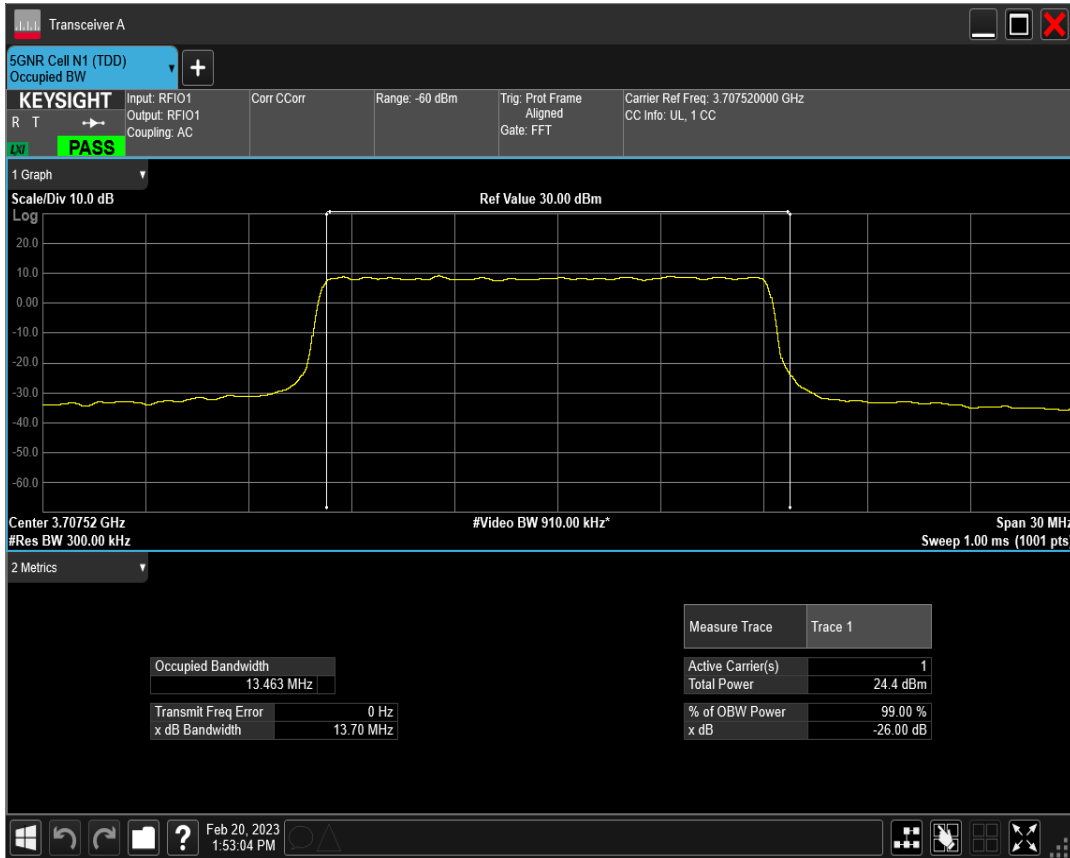 Transceiver A
5GNR Cell N1 (TDD)
Occupied BW
+
KEYSIGHT
R T
LXI
PASS
Input: RFIO1
Output: RFIO1
Coupling: AC
Corr CCorr
Range: -60 dBm
Trig: Prot Frame
Aligned
Gate: FFT
Carrier Ref Freq: 3.707520000 GHz
CC Info: UL, 1 CC
1 Graph
Scale/Div 10.0 dB
Ref Value 30.00 dBm
Log
20.0
10.0
0.00
-10.0
-20.0
-30.0
-40.0
-50.0
-60.0
Center 3.70752 GHz
#Video BW 910.00 kHz*
Span 30 MHz
#Res BW 300.00 kHz
Sweep 1.00 ms (1001 pts)
2 Metrics
Measure Trace Trace 1
Occupied Bandwidth
13.463 MHz
Active Carrier(s) 1
Total Power 24.4 dBm
Transmit Freq Error 0 Hz
x dB Bandwidth 13.70 MHz
% of OBW Power 99.00 %
x dB -26.00 dB
?
Feb 20, 2023
1:53:04 PM